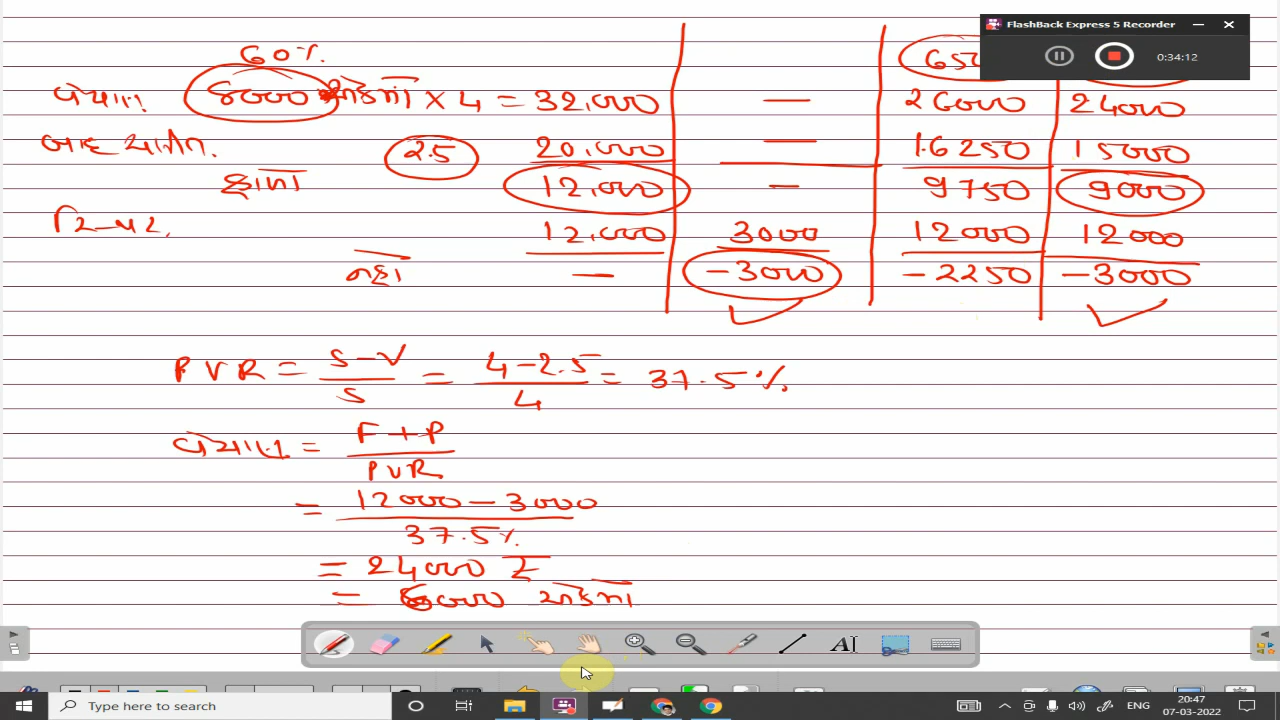 FlashBack Express 5 Recorder
0:34:12
60%
વેચાણ 8000 × 4 = 32,000 — 26000 24000
બાદ ચલિત. 2.5 20,000 — 16250 15000
ફાળો 12,000 - 9750 9000
સ્થિર 12,000 3000 12000 12000
નફો — -3000 -2250 -3000
PVR = S-V / S = 4-2.5 / 4 = 37.5%
વેચાણ = F+P / PVR
= 12000-3000 / 37.5%
= 24000 ₹
= 6000
Type here to search
ENG
20:47
07-03-2022